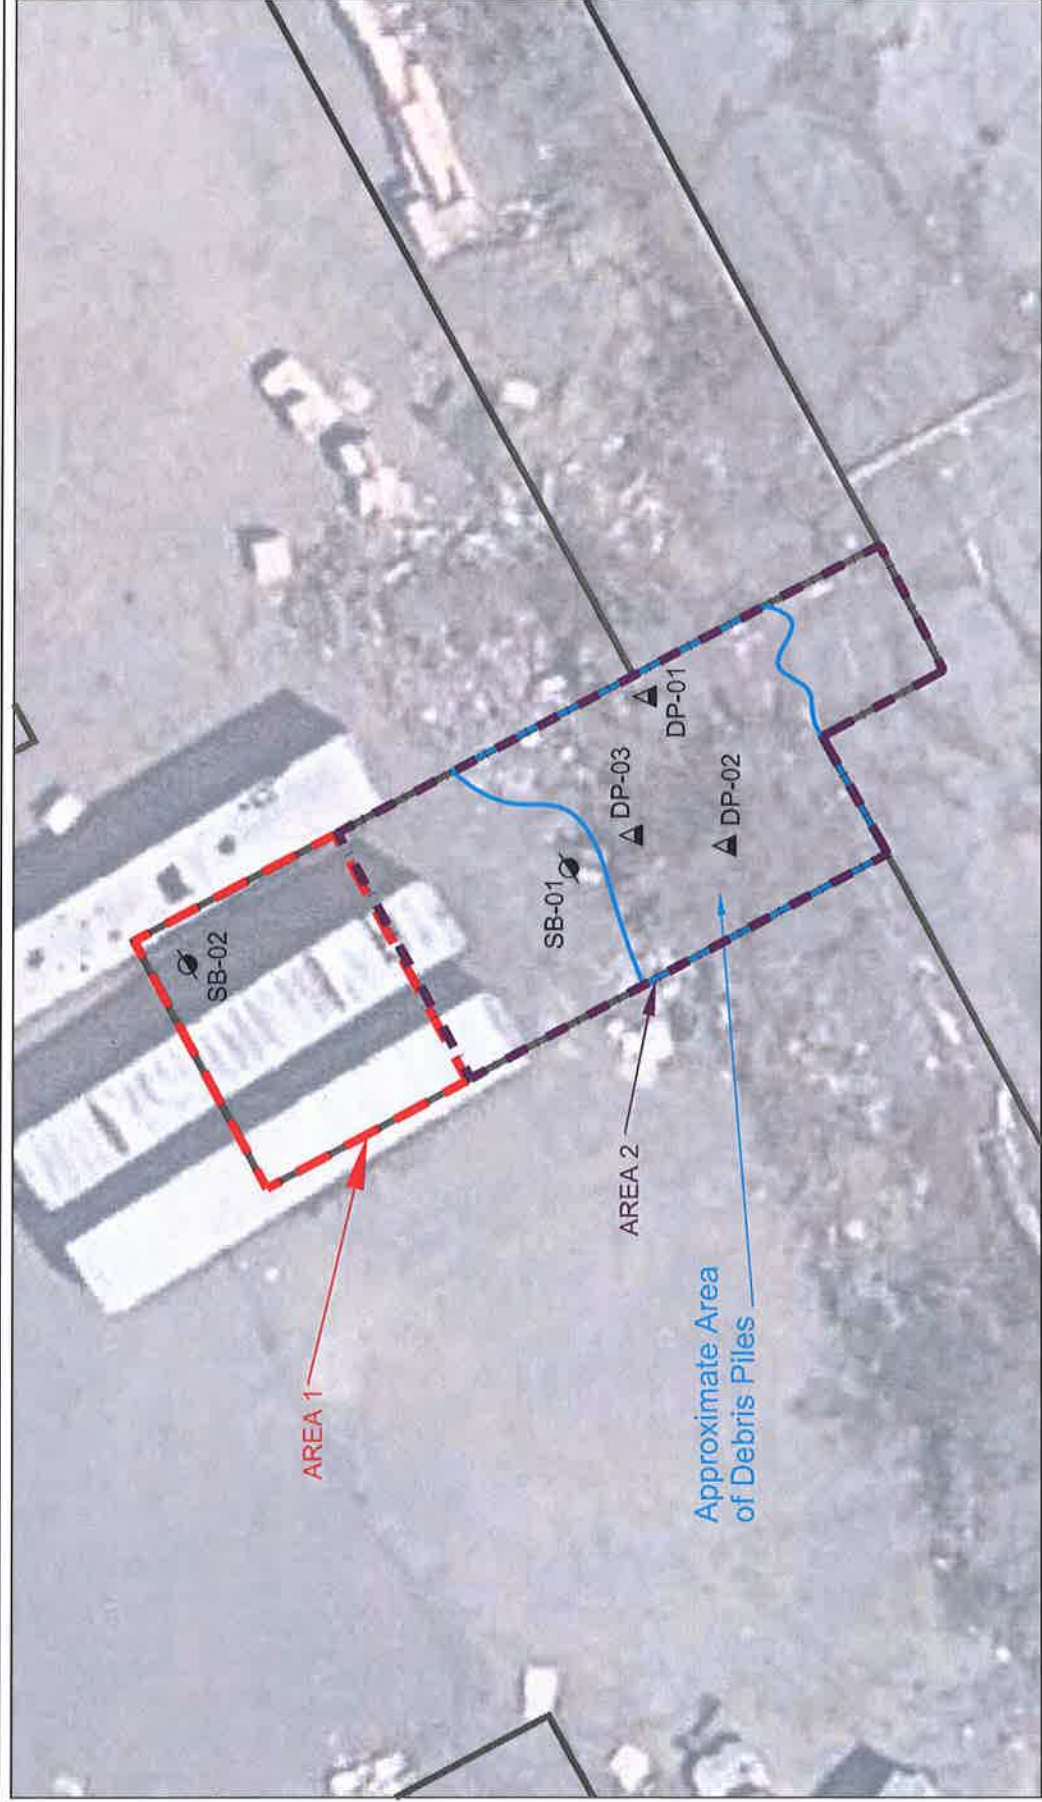 SB-02
AREA 1
SB-01
DP-03
DP-01
DP-02
AREA 2
Approximate Area
of Debris Piles